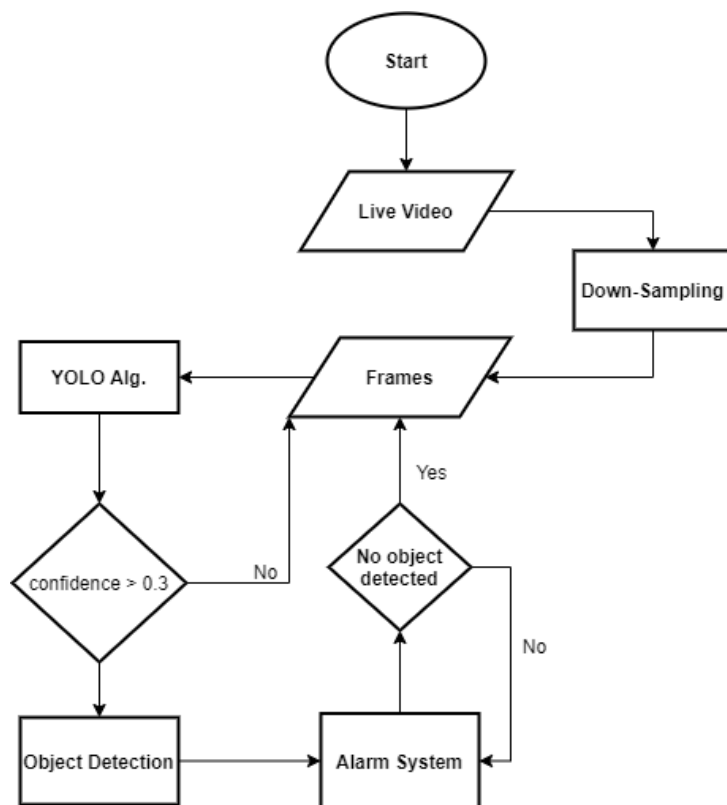 Start
Live Video
Down-Sampling
YOLO Alg.
Frames
Yes
No object
detected
confidence > 0.3
No
No
Object Detection
Alarm System